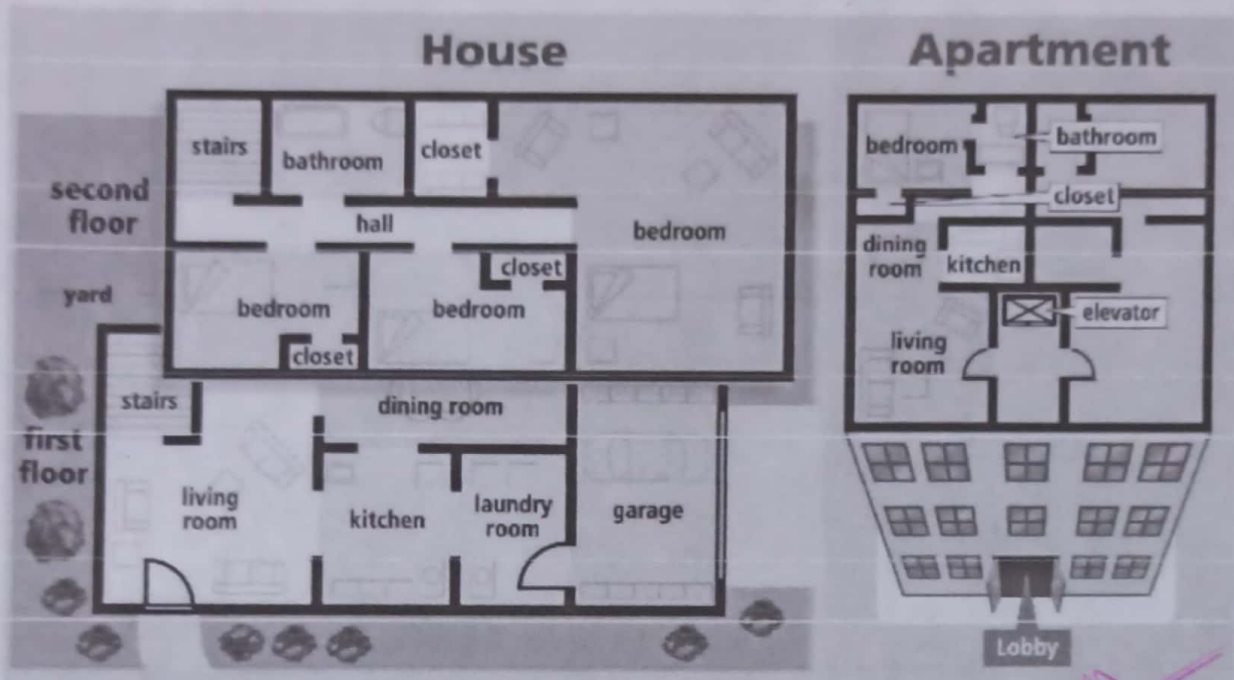 House
stairs
bathroom
closet
second
floor
hall
bedroom
closet
yard
bedroom
bedroom
closet
stairs
dining room
first
floor
living
room
kitchen
laundry
room
garage
Apartment
bedroom
bathroom
closet
dining
room
kitchen
elevator
living
room
Lobby